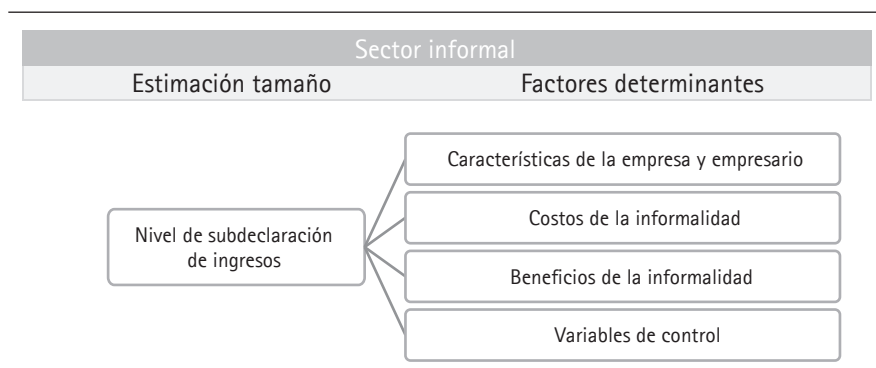 Sector informal
Estimación tamaño
Factores determinantes
Características de la empresa y empresario
Costos de la informalidad
Nivel de subdeclaración
de ingresos
Beneficios de la informalidad
Variables de control